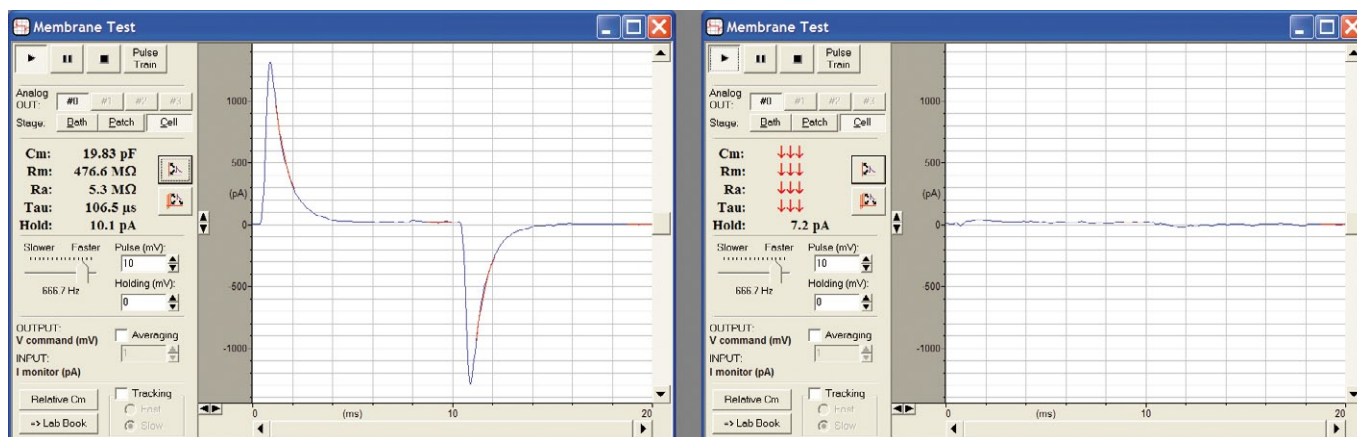 Membrane Test
Pulse
Train
Analog
OUT:
#0
#1
#2
#3
Stage:
Bath
Patch
Cell
Cm: 19.83 pF
Rm: 476.6 MΩ
Ra: 5.3 MΩ
Tau: 106.5 µs
Hold: 10.1 pA
Slower Faster
Pulse (mV):
10
Holding (mV):
666.7 Hz
0
OUTPUT:
V command (mV)
Averaging
1
INPUT:
I monitor (pA)
Relative Cm
=> Lab Book
Tracking
Fast
Slow
1000
500
(pA)
0
-500
-1000
0 (ms) 10 20
Membrane Test
Pulse
Train
Analog
OUT:
#0
#1
#2
#3
Stage:
Bath
Patch
Cell
Cm: ↓↓↓
Rm: ↓↓↓
Ra: ↓↓↓
Tau: ↓↓↓
Hold: 7.2 pA
Slower Faster
Pulse (mV):
10
Holding (mV):
666.7 Hz
0
OUTPUT:
V command (mV)
Averaging
1
INPUT:
I monitor (pA)
Relative Cm
=> Lab Book
Tracking
Fast
Slow
1000
500
(pA)
0
-500
-1000
0 (ms) 10 20